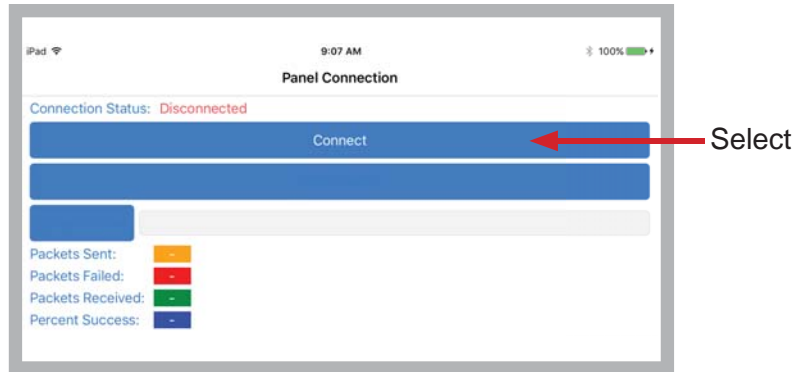 iPad 9:07 AM 100%
Panel Connection
Connection Status: Disconnected
Connect
Select
Packets Sent: -
Packets Failed: -
Packets Received: -
Percent Success: -